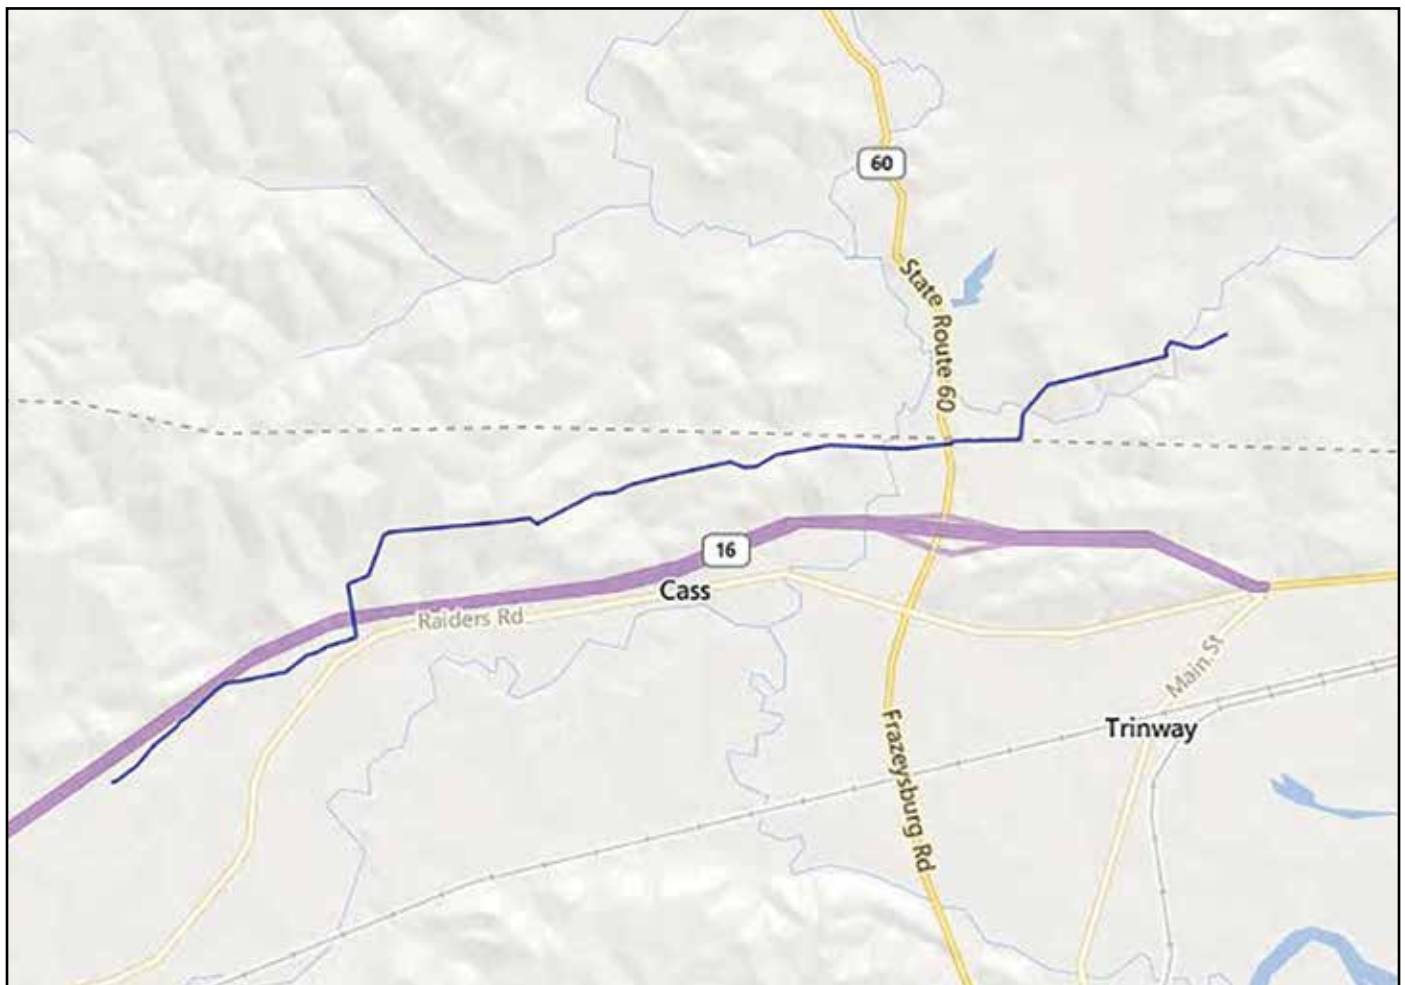 60
State Route 60
16
Cass
Raiders Rd
Main St
Trinway
Frazeysburg Rd